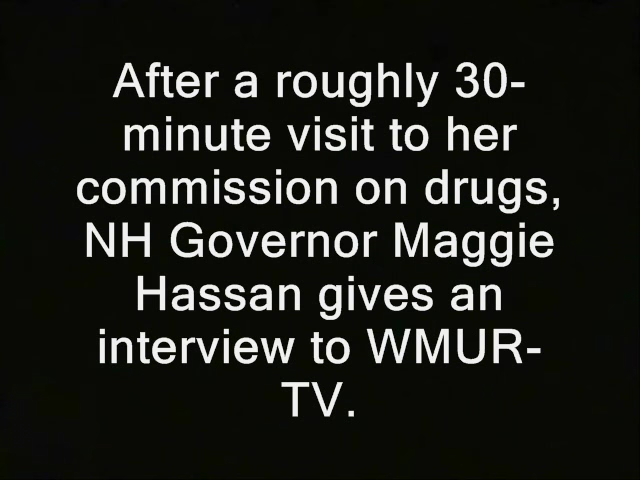 After a roughly 30-
minute visit to her
commission on drugs,
NH Governor Maggie
Hassan gives an
interview to WMUR-
TV.